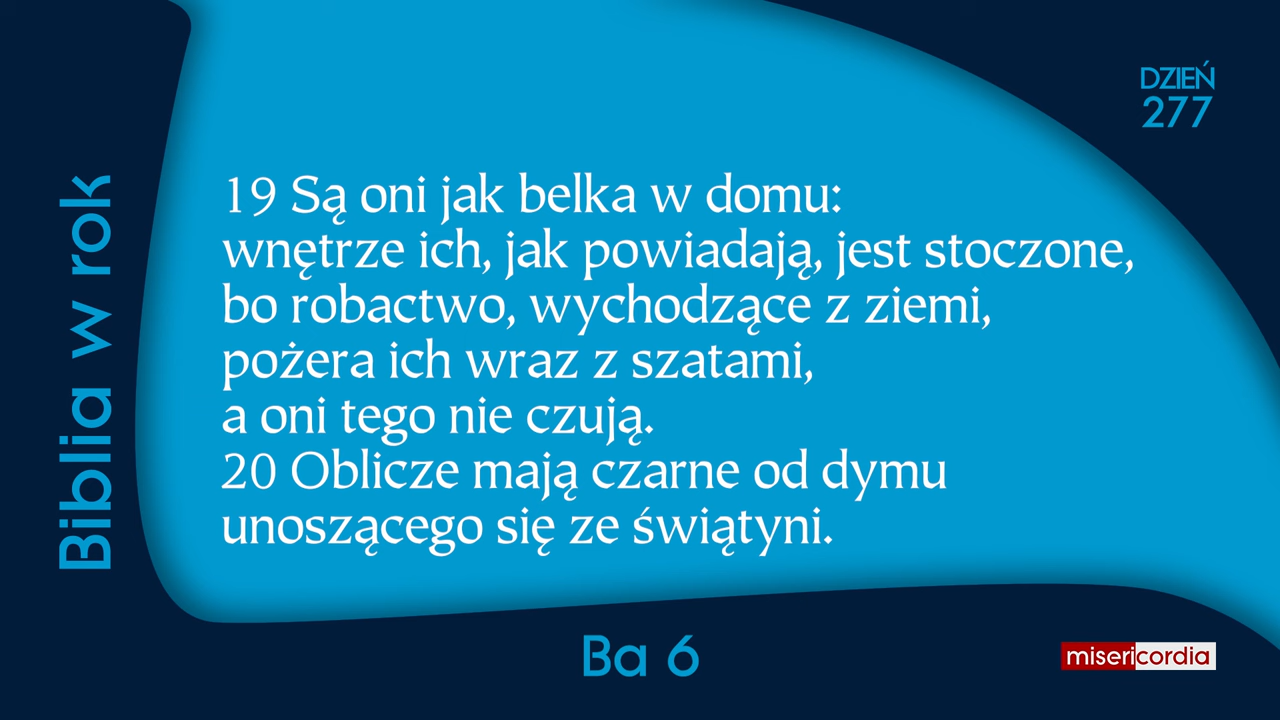 DZIEŃ
277
Biblia w rok
19 Są oni jak belka w domu:
wnętrze ich, jak powiadają, jest stoczone,
bo robactwo, wychodzące z ziemi,
pożera ich wraz z szatami,
a oni tego nie czują.
20 Oblicze mają czarne od dymu
unoszącego się ze świątyni.
Ba 6
misericordia